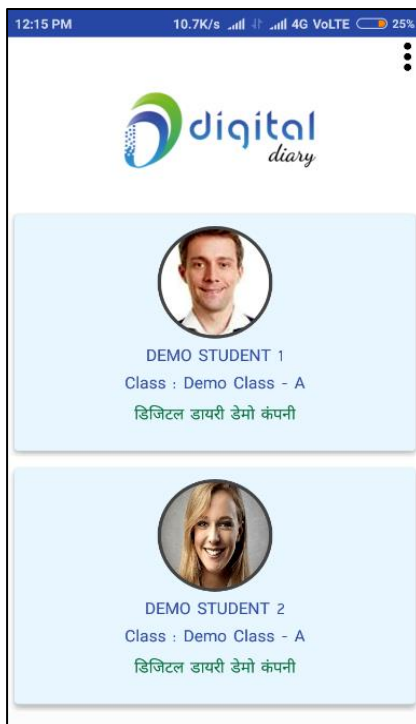 12:15 PM 10.7K/s 4G VoLTE 25%
digital
diary
DEMO STUDENT 1
Class : Demo Class - A
डिजिटल डायरी डेमो कंपनी
DEMO STUDENT 2
Class : Demo Class - A
डिजिटल डायरी डेमो कंपनी